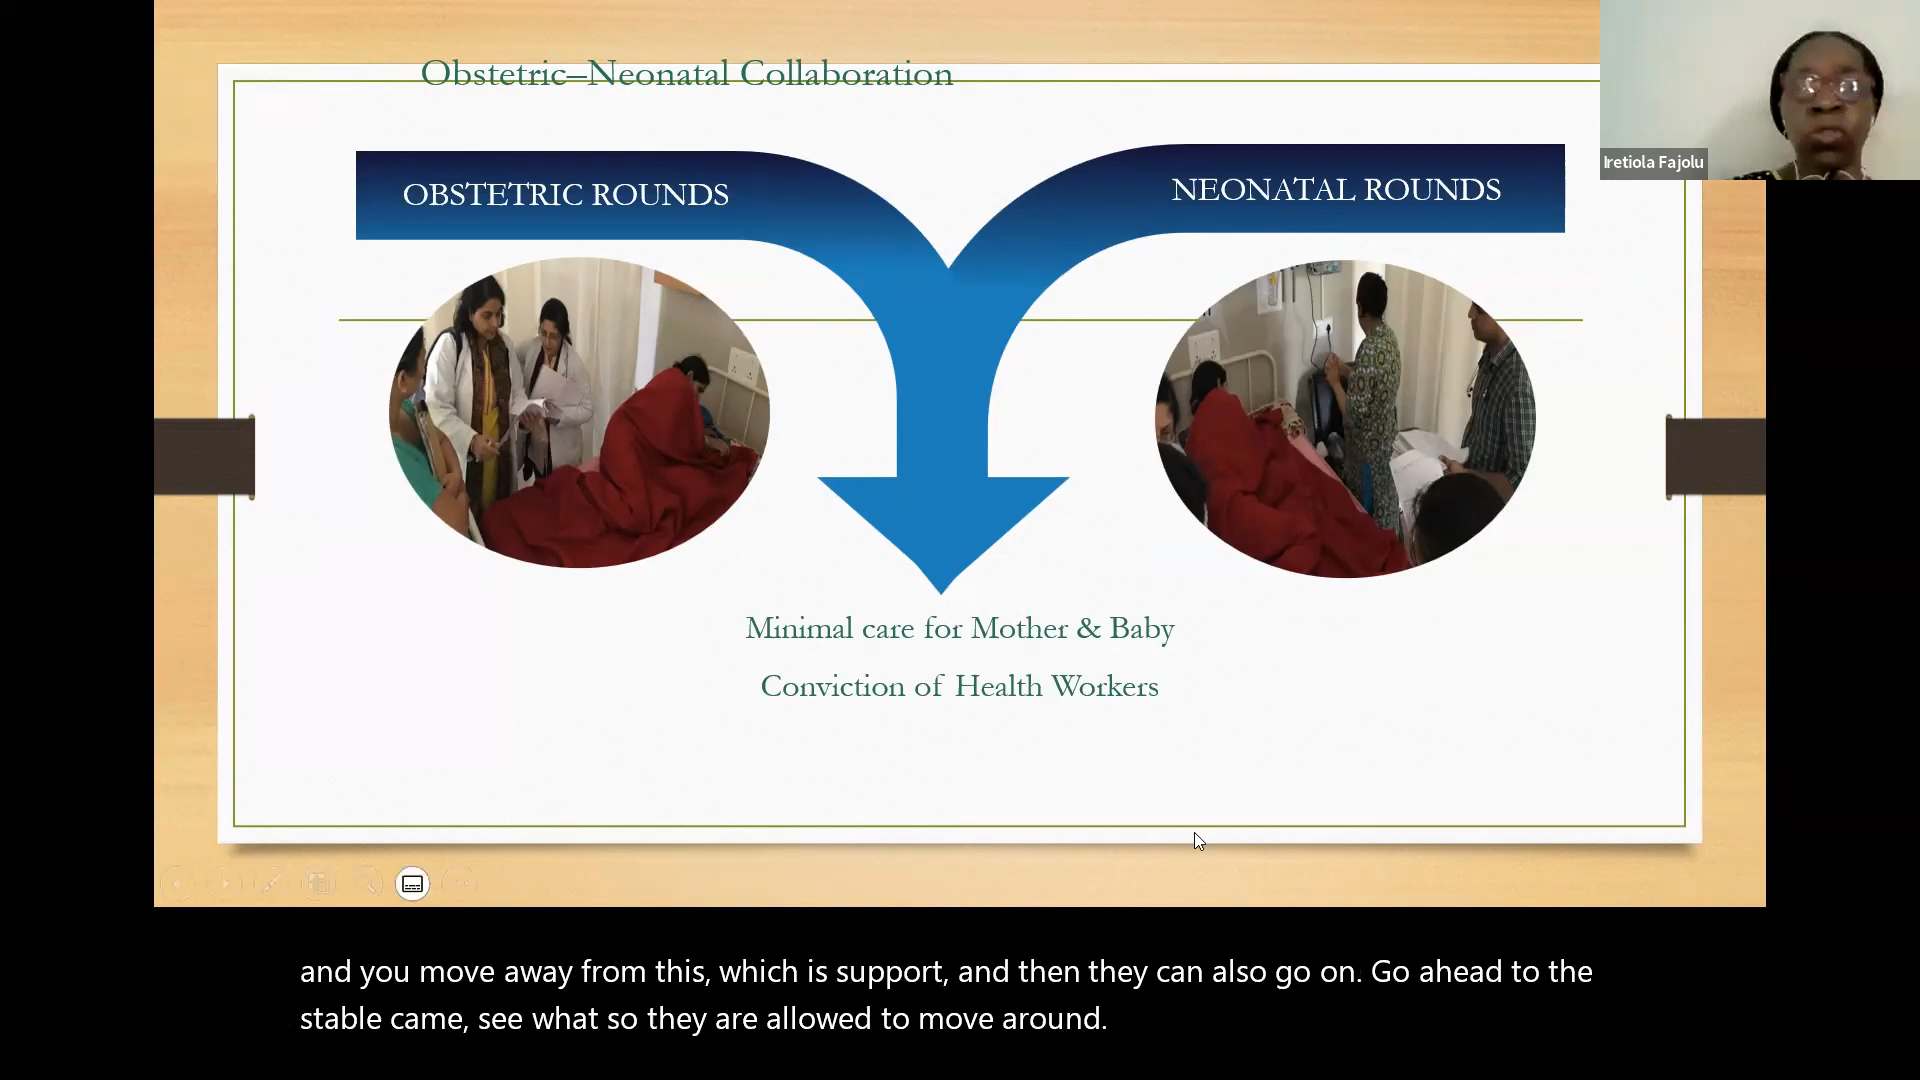 Obstetric–Neonatal Collaboration
OBSTETRIC ROUNDS
NEONATAL ROUNDS
Iretiola Fajolu
Minimal care for Mother & Baby
Conviction of Health Workers
and you move away from this, which is support, and then they can also go on. Go ahead to the
stable came, see what so they are allowed to move around.